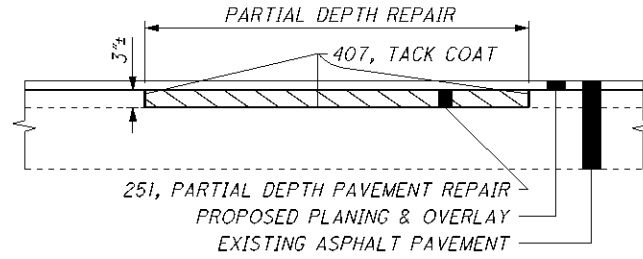 PARTIAL DEPTH REPAIR
3"±
407, TACK COAT
251, PARTIAL DEPTH PAVEMENT REPAIR
PROPOSED PLANING & OVERLAY
EXISTING ASPHALT PAVEMENT